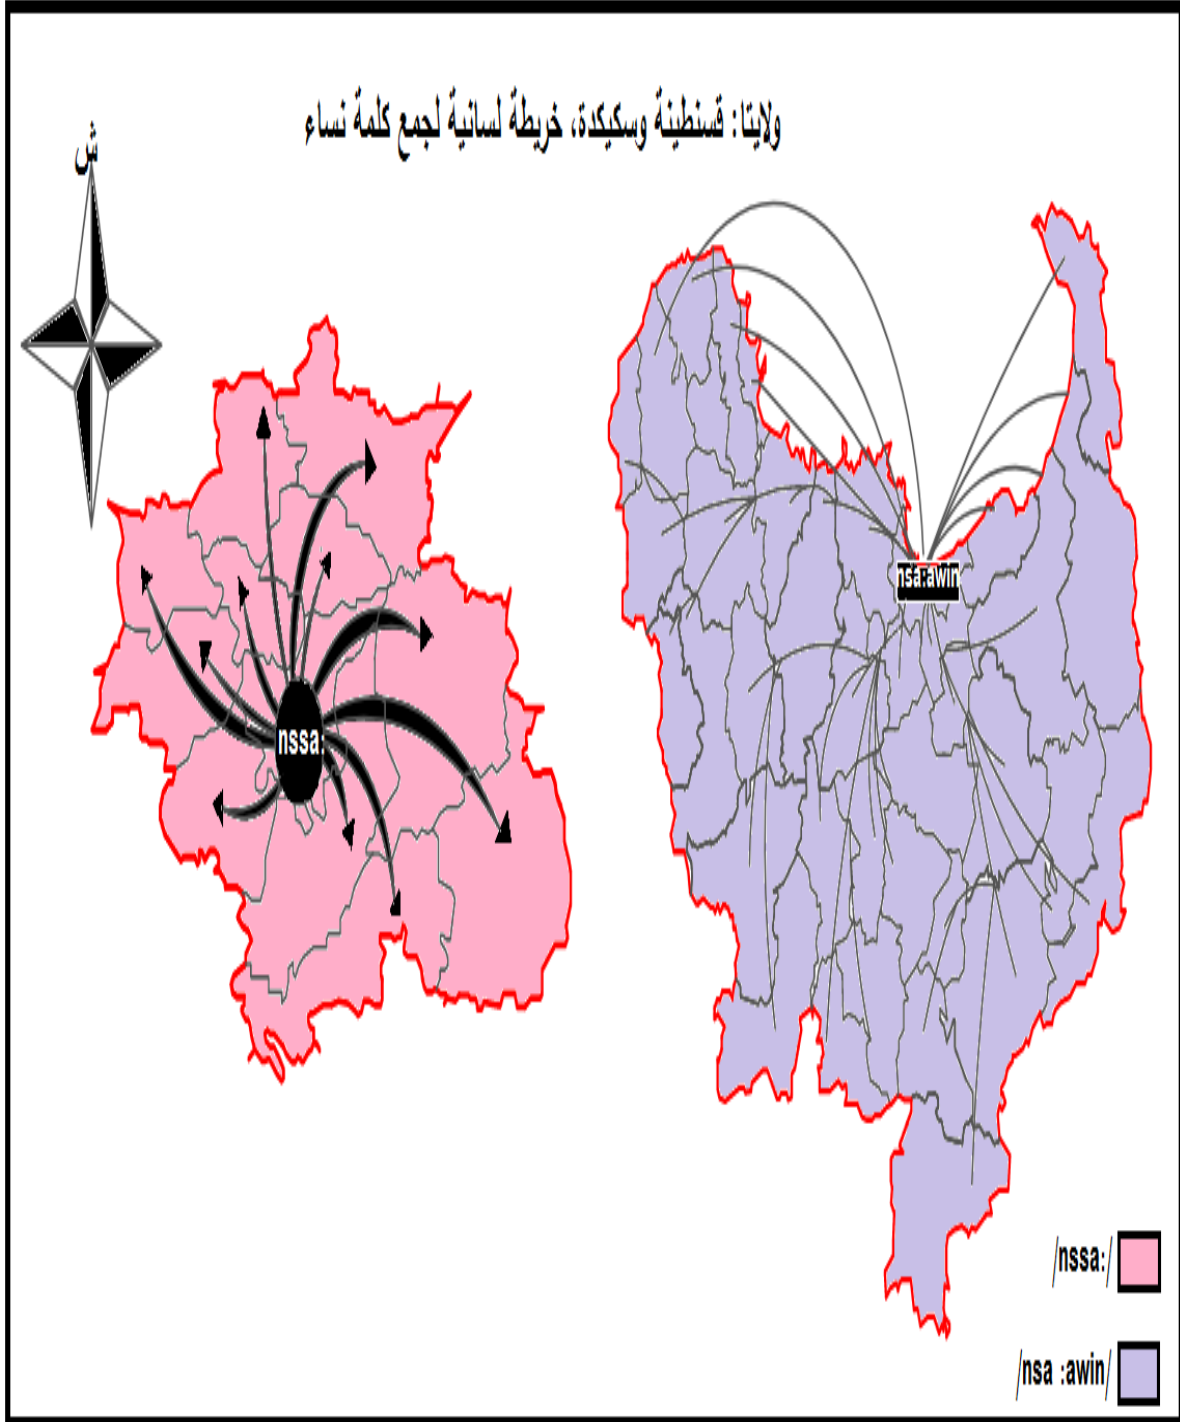 ولايتا: قسنطينة وسكيكدة، خريطة لسانية لجمع كلمة نساء
ش
nsa:awin
nssa:
/nssa:/
/nsa :awin/